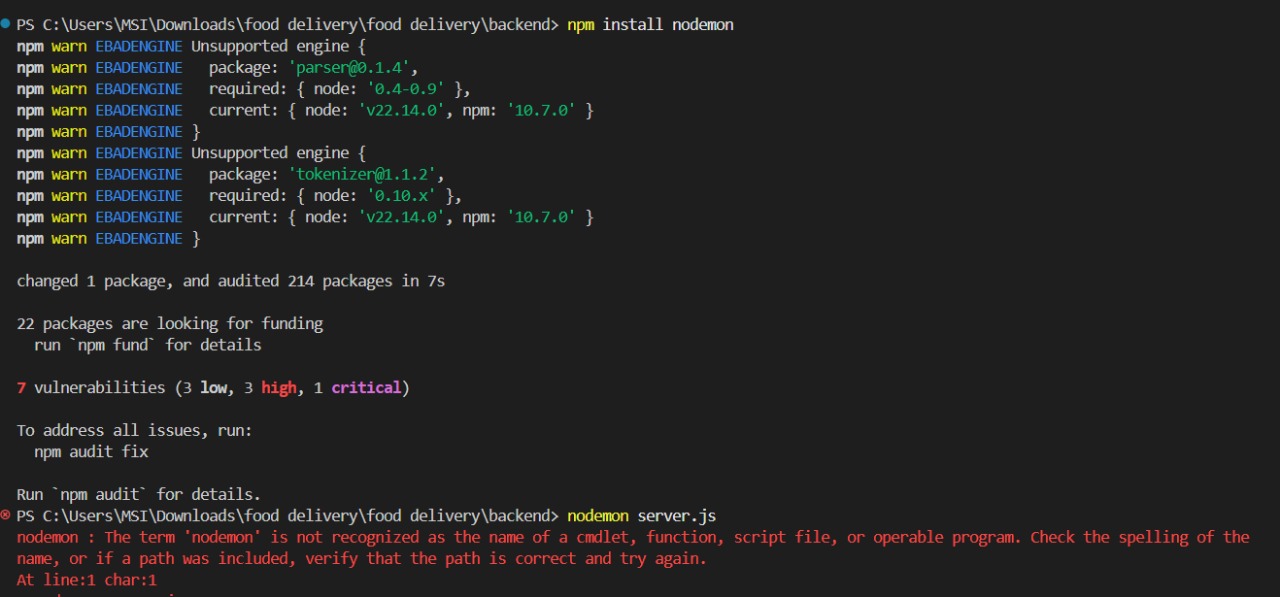 PS C:\Users\MSI\Downloads\food delivery\food delivery\backend> npm install nodemon
npm warn EBADENGINE Unsupported engine {
npm warn EBADENGINE   package: 'parser@0.1.4',
npm warn EBADENGINE   required: { node: '0.4-0.9' },
npm warn EBADENGINE   current: { node: 'v22.14.0', npm: '10.7.0' }
npm warn EBADENGINE }
npm warn EBADENGINE Unsupported engine {
npm warn EBADENGINE   package: 'tokenizer@1.1.2',
npm warn EBADENGINE   required: { node: '0.10.x' },
npm warn EBADENGINE   current: { node: 'v22.14.0', npm: '10.7.0' }
npm warn EBADENGINE }
changed 1 package, and audited 214 packages in 7s
22 packages are looking for funding
  run `npm fund` for details
7 vulnerabilities (3 low, 3 high, 1 critical)
To address all issues, run:
  npm audit fix
Run `npm audit` for details.
PS C:\Users\MSI\Downloads\food delivery\food delivery\backend> nodemon server.js
nodemon : The term 'nodemon' is not recognized as the name of a cmdlet, function, script file, or operable program. Check the spelling of the
name, or if a path was included, verify that the path is correct and try again.
At line:1 char:1